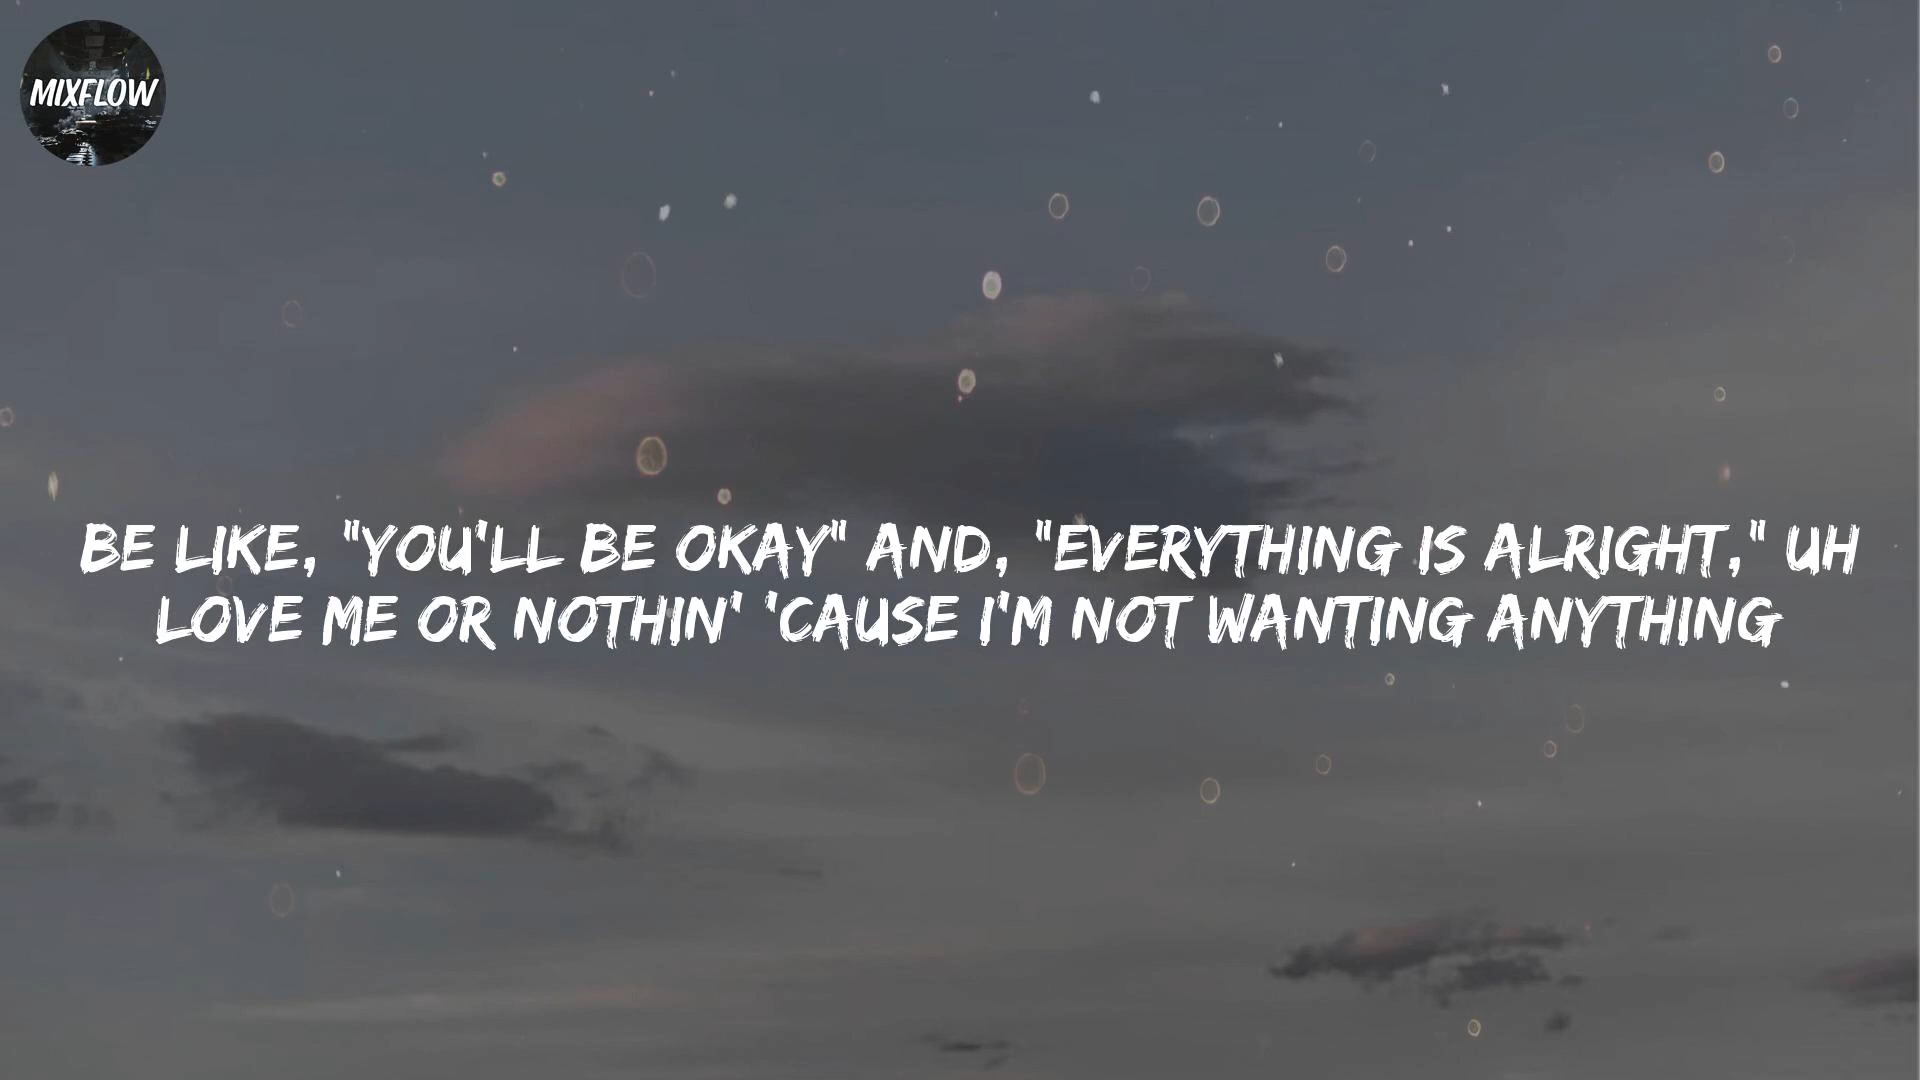 MIXFLOW
BE LIKE, "YOU'LL BE OKAY" AND, "EVERYTHING IS ALRIGHT," UH
LOVE ME OR NOTHIN' 'CAUSE I'M NOT WANTING ANYTHING